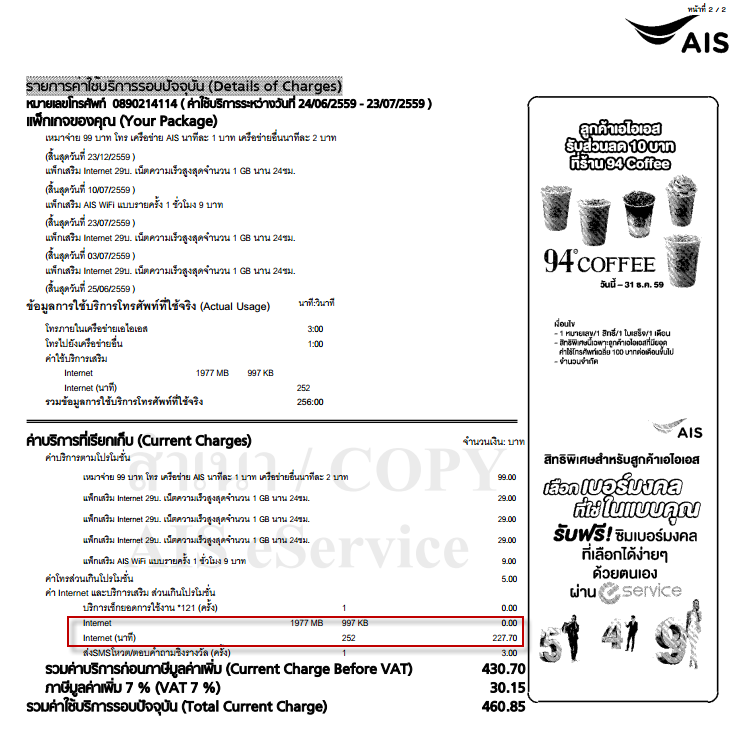 หน้าที่ 2 / 2
AIS
รายการค่าใช้บริการรอบปัจจุบัน (Details of Charges)
หมายเลขโทรศัพท์ 0890214114 ( ค่าใช้บริการระหว่างวันที่ 24/06/2559 - 23/07/2559 )
แพ็กเกจของคุณ (Your Package)
เหมาจ่าย 99 บาท โทร เครือข่าย AIS นาทีละ 1 บาท เครือข่ายอื่นนาทีละ 2 บาท
(สิ้นสุดวันที่ 23/12/2559 )
แพ็กเสริม Internet 29บ. เน็ตความเร็วสูงสุดจำนวน 1 GB นาน 24ชม.
(สิ้นสุดวันที่ 10/07/2559 )
แพ็กเสริม AIS WiFi แบบรายครั้ง 1 ชั่วโมง 9 บาท
(สิ้นสุดวันที่ 23/07/2559 )
แพ็กเสริม Internet 29บ. เน็ตความเร็วสูงสุดจำนวน 1 GB นาน 24ชม.
(สิ้นสุดวันที่ 03/07/2559 )
แพ็กเสริม Internet 29บ. เน็ตความเร็วสูงสุดจำนวน 1 GB นาน 24ชม.
(สิ้นสุดวันที่ 25/06/2559 )
ข้อมูลการใช้บริการโทรศัพท์ที่ใช้จริง (Actual Usage) นาที:วินาที
โทรภายในเครือข่ายเอไอเอส 3:00
โทรไปยังเครือข่ายอื่น 1:00
ค่าใช้บริการเสริม
Internet 1977 MB 997 KB
Internet (นาที) 252
รวมข้อมูลการใช้บริการโทรศัพท์ที่ใช้จริง 256:00
ค่าบริการที่เรียกเก็บ (Current Charges) จำนวนเงิน: บาท
ค่าบริการตามโปรโมชั่น
เหมาจ่าย 99 บาท โทร เครือข่าย AIS นาทีละ 1 บาท เครือข่ายอื่นนาทีละ 2 บาท 99.00
แพ็กเสริม Internet 29บ. เน็ตความเร็วสูงสุดจำนวน 1 GB นาน 24ชม. 29.00
แพ็กเสริม Internet 29บ. เน็ตความเร็วสูงสุดจำนวน 1 GB นาน 24ชม. 29.00
แพ็กเสริม Internet 29บ. เน็ตความเร็วสูงสุดจำนวน 1 GB นาน 24ชม. 29.00
แพ็กเสริม AIS WiFi แบบรายครั้ง 1 ชั่วโมง 9 บาท 9.00
ค่าโทรส่วนเกินโปรโมชั่น 5.00
ค่า Internet และบริการเสริม ส่วนเกินโปรโมชั่น
บริการเช็กยอดการใช้งาน *121 (ครั้ง) 1 0.00
Internet 1977 MB 997 KB 0.00
Internet (นาที) 252 227.70
ส่งSMSโหวต/ตอบคำถามชิงรางวัล (ครั้ง) 1 3.00
รวมค่าบริการก่อนภาษีมูลค่าเพิ่ม (Current Charge Before VAT) 430.70
ภาษีมูลค่าเพิ่ม 7 % (VAT 7 %) 30.15
รวมค่าใช้บริการรอบปัจจุบัน (Total Current Charge) 460.85
สำเนา / COPY
AIS eService
ลูกค้าเอไอเอส
รับส่วนลด 10 บาท
ที่ร้าน 94 Coffee
94° COFFEE
วันนี้ – 31 ธ.ค. 59
เงื่อนไข
- 1 หมายเลข/1 สิทธิ์/1 ใบเสร็จ/1 เดือน
- สิทธิพิเศษนี้เฉพาะลูกค้าเอไอเอสที่มียอด
ค่าใช้โทรศัพท์เฉลี่ย 100 บาทต่อเดือนขึ้นไป
- จำนวนจำกัด
AIS
สิทธิพิเศษสำหรับลูกค้าเอไอเอส
เลือก เบอร์มงคล
ที่ใช่ ในแบบคุณ
รับฟรี! ซิมเบอร์มงคล
ที่เลือกได้ง่ายๆ
ด้วยตนเอง
ผ่าน eservice
5 4 9